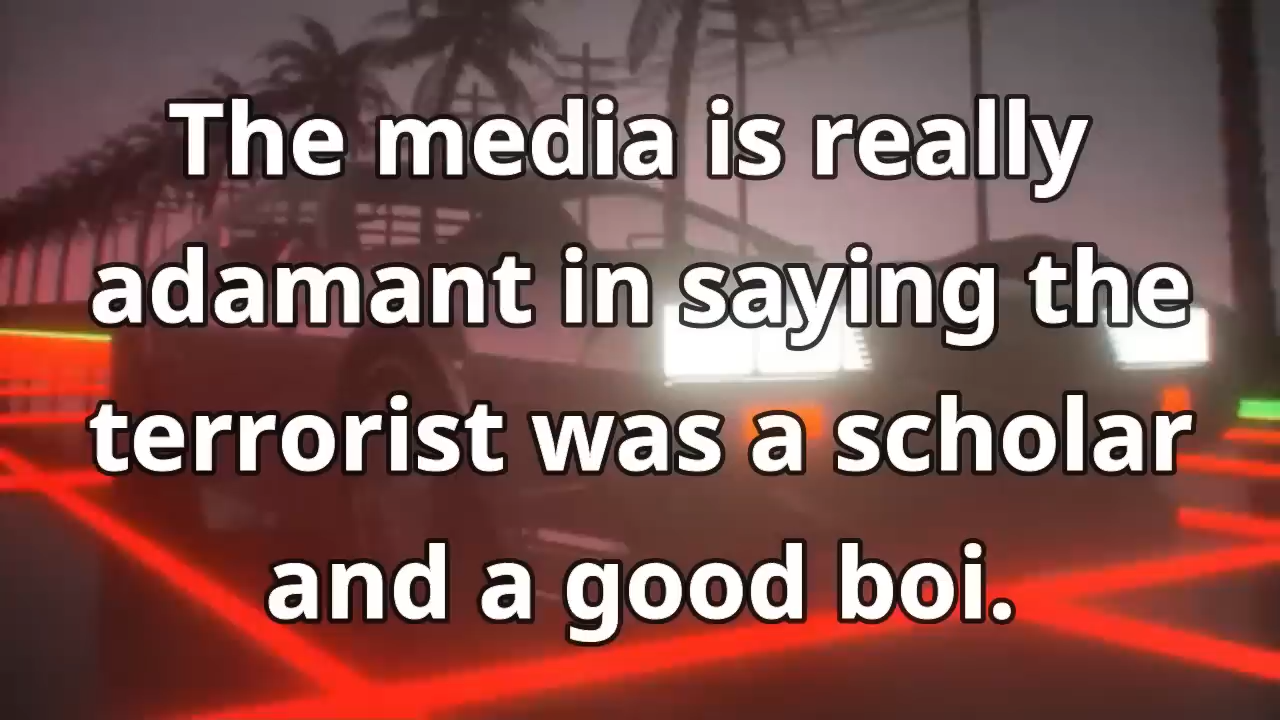 The media is really
adamant in saying the
terrorist was a scholar
and a good boi.